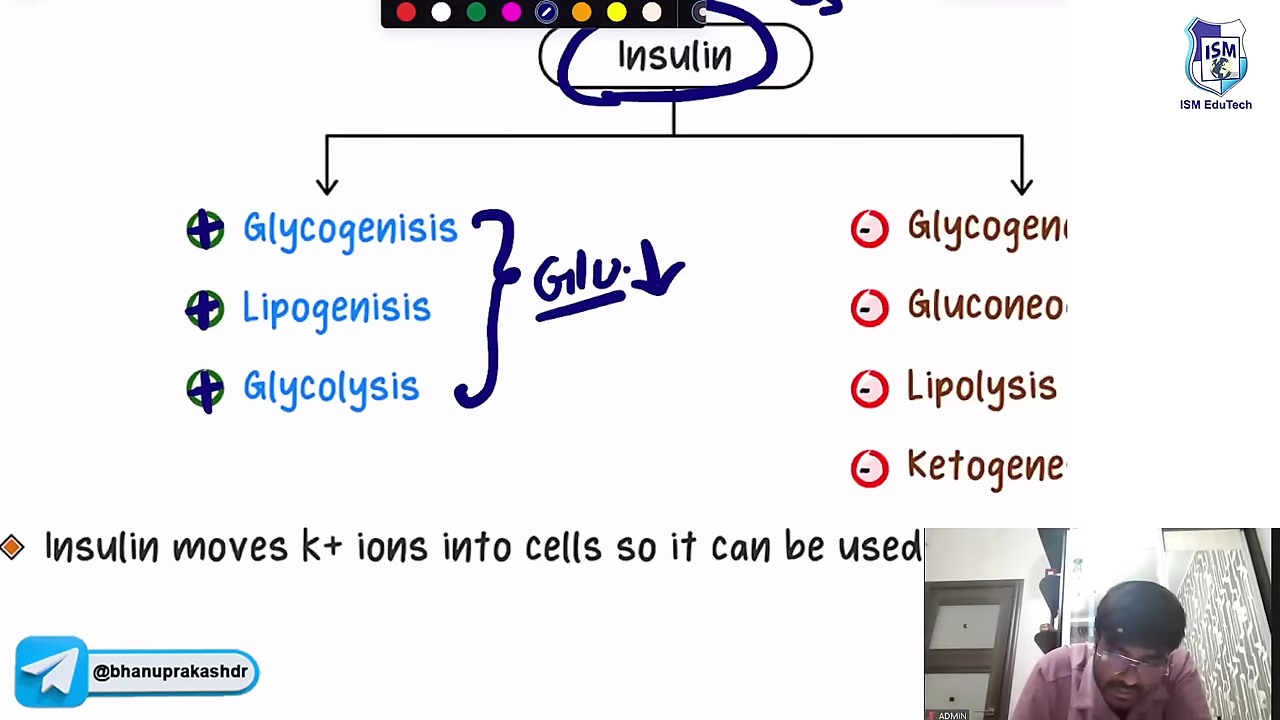 ISM
ISM EduTech
Insulin
Glycogenisis
Lipogenisis
Glycolysis
Glu. ↓
Glycogen
Gluconeo
Lipolysis
Ketogene
Insulin moves k+ ions into cells so it can be used
@bhanuprakashdr
ADMIN